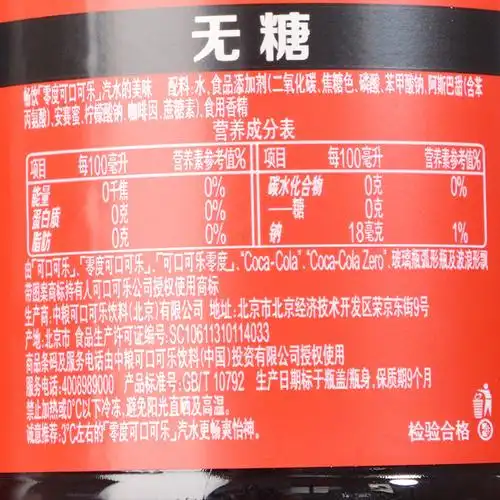 无糖
畅饮「零度可口可乐」汽水的美味 配料:水,食品添加剂(二氧化碳,焦糖色,磷酸,苯甲酸钠,阿斯巴甜(含苯
丙氨酸),安赛蜜,柠檬酸钠,咖啡因,蔗糖素),食用香精
营养成分表
项目 每100毫升 营养素参考值% 项目 每100毫升 营养素参考值%
能量 0千焦 0% 碳水化合物 0克 0%
蛋白质 0克 0% ——糖 0克
脂肪 0克 0% 钠 18毫克 1%
由「可口可乐」、「零度可口可乐」、「可口可乐零度」、“Coca-Cola”、“Coca-Cola Zero”、玻璃瓶弧形瓶及波浪形飘
带图案商标持有人可口可乐公司授权使用商标
生产商:中粮可口可乐饮料(北京)有限公司 地址:北京市北京经济技术开发区荣京东街9号
产地:北京市 食品生产许可证编号:SC10611310114033
商品条码及服务电话由中粮可口可乐饮料(中国)投资有限公司授权使用
服务电话:4008989000 产品标准号:GB/T 10792 生产日期标于瓶盖/瓶身,保质期9个月
禁止加热或0°C以下冷冻,避免阳光直晒及高温。
诚意推荐:3°C左右的「零度可口可乐」汽水更畅爽怡神。
检验合格